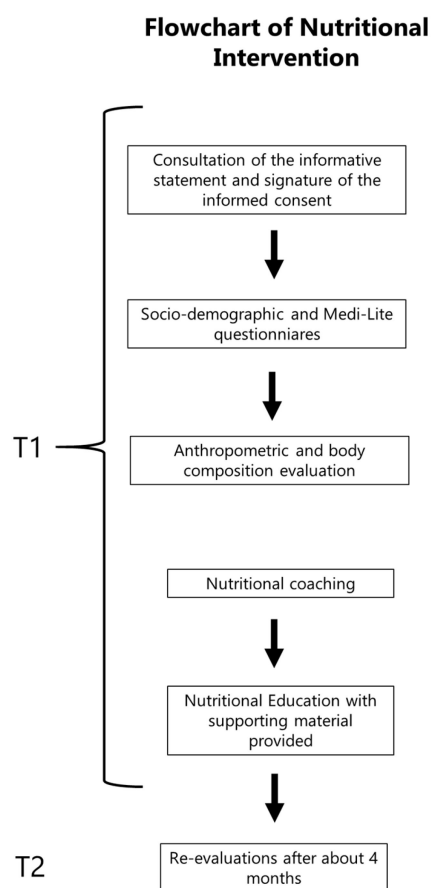 Flowchart of Nutritional
Intervention
Consultation of the informative
statement and signature of the
informed consent
Socio-demographic and Medi-Lite
questionniares
T1
Anthropometric and body
composition evaluation
Nutritional coaching
Nutritional Education with
supporting material
provided
T2
Re-evaluations after about 4
months